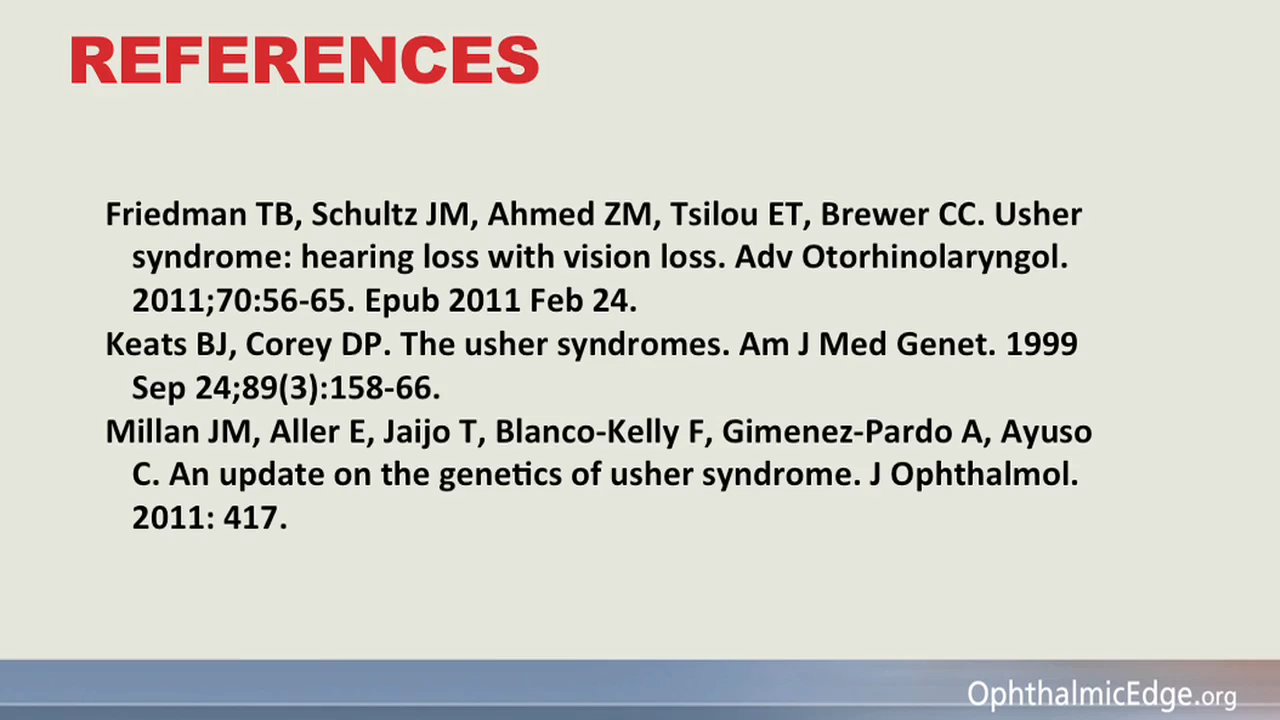 REFERENCES
Friedman TB, Schultz JM, Ahmed ZM, Tsilou ET, Brewer CC. Usher
syndrome: hearing loss with vision loss. Adv Otorhinolaryngol.
2011;70:56-65. Epub 2011 Feb 24.
Keats BJ, Corey DP. The usher syndromes. Am J Med Genet. 1999
Sep 24;89(3):158-66.
Millan JM, Aller E, Jaijo T, Blanco-Kelly F, Gimenez-Pardo A, Ayuso
C. An update on the genetics of usher syndrome. J Ophthalmol.
2011: 417.
OphthalmicEdge.org